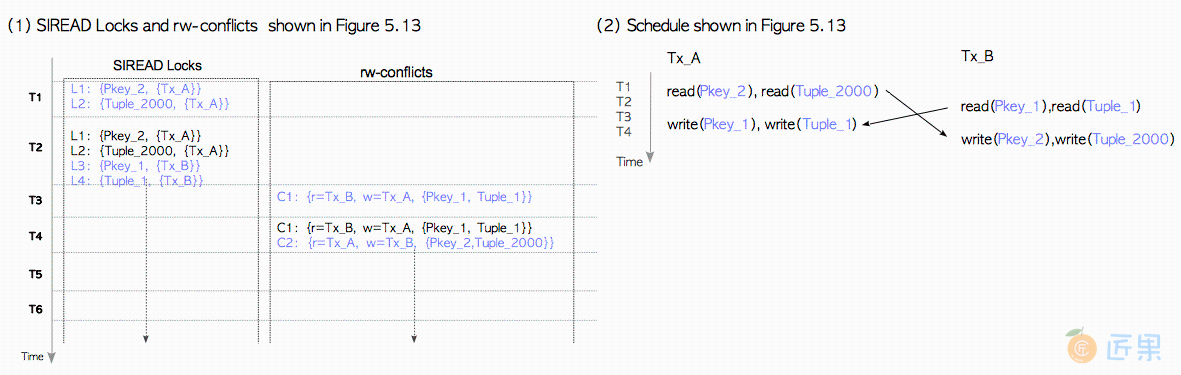 (1) SIREAD Locks and rw-conflicts shown in Figure 5.13
SIREAD Locks
rw-conflicts
T1
L1: {Pkey_2, {Tx_A}}
L2: {Tuple_2000, {Tx_A}}
T2
L1: {Pkey_2, {Tx_A}}
L2: {Tuple_2000, {Tx_A}}
L3: {Pkey_1, {Tx_B}}
L4: {Tuple_1, {Tx_B}}
T3
C1: {r=Tx_B, w=Tx_A, {Pkey_1, Tuple_1}}
T4
C1: {r=Tx_B, w=Tx_A, {Pkey_1, Tuple_1}}
C2: {r=Tx_A, w=Tx_B, {Pkey_2,Tuple_2000}}
T5
T6
Time
(2) Schedule shown in Figure 5.13
Tx_A
Tx_B
T1
T2
T3
T4
Time
read(Pkey_2), read(Tuple_2000)
read(Pkey_1),read(Tuple_1)
write(Pkey_1), write(Tuple_1)
write(Pkey_2),write(Tuple_2000)
匠果